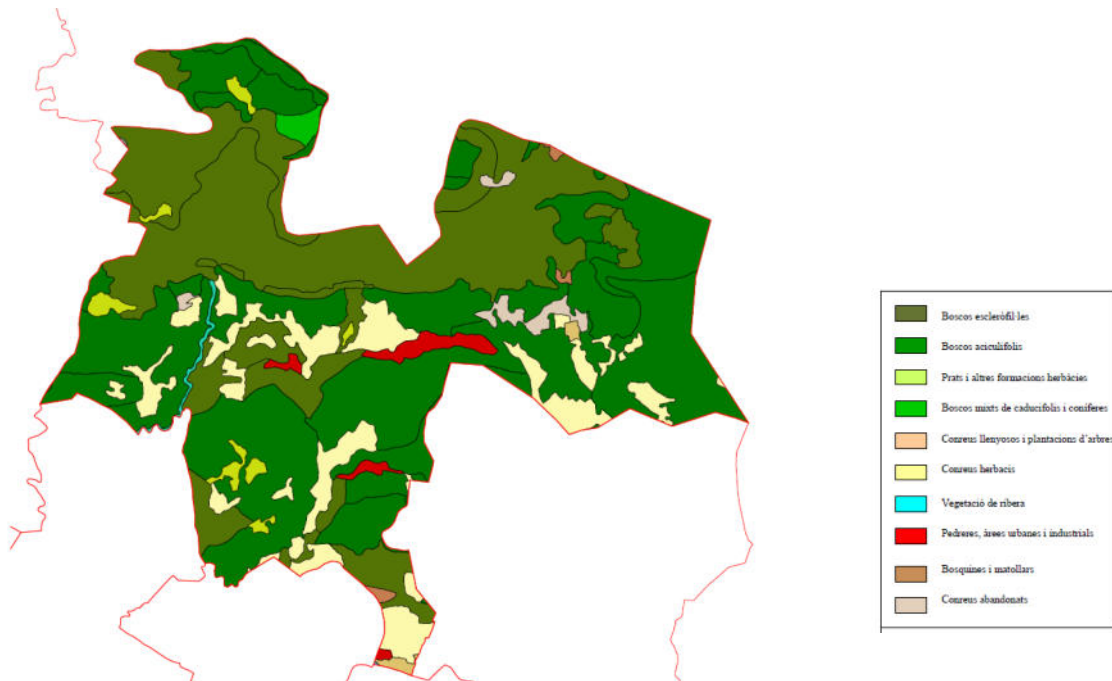 Boscos escleròfil·les
Boscos aciculifolis
Prats i altres formacions herbàcies
Boscos mixts de caducifolis i coníferes
Conreus llenyosos i plantacions d'arbres
Conreus herbacis
Vegetació de ribera
Pedreres, àrees urbanes i industrials
Bosquines i matollars
Conreus abandonats